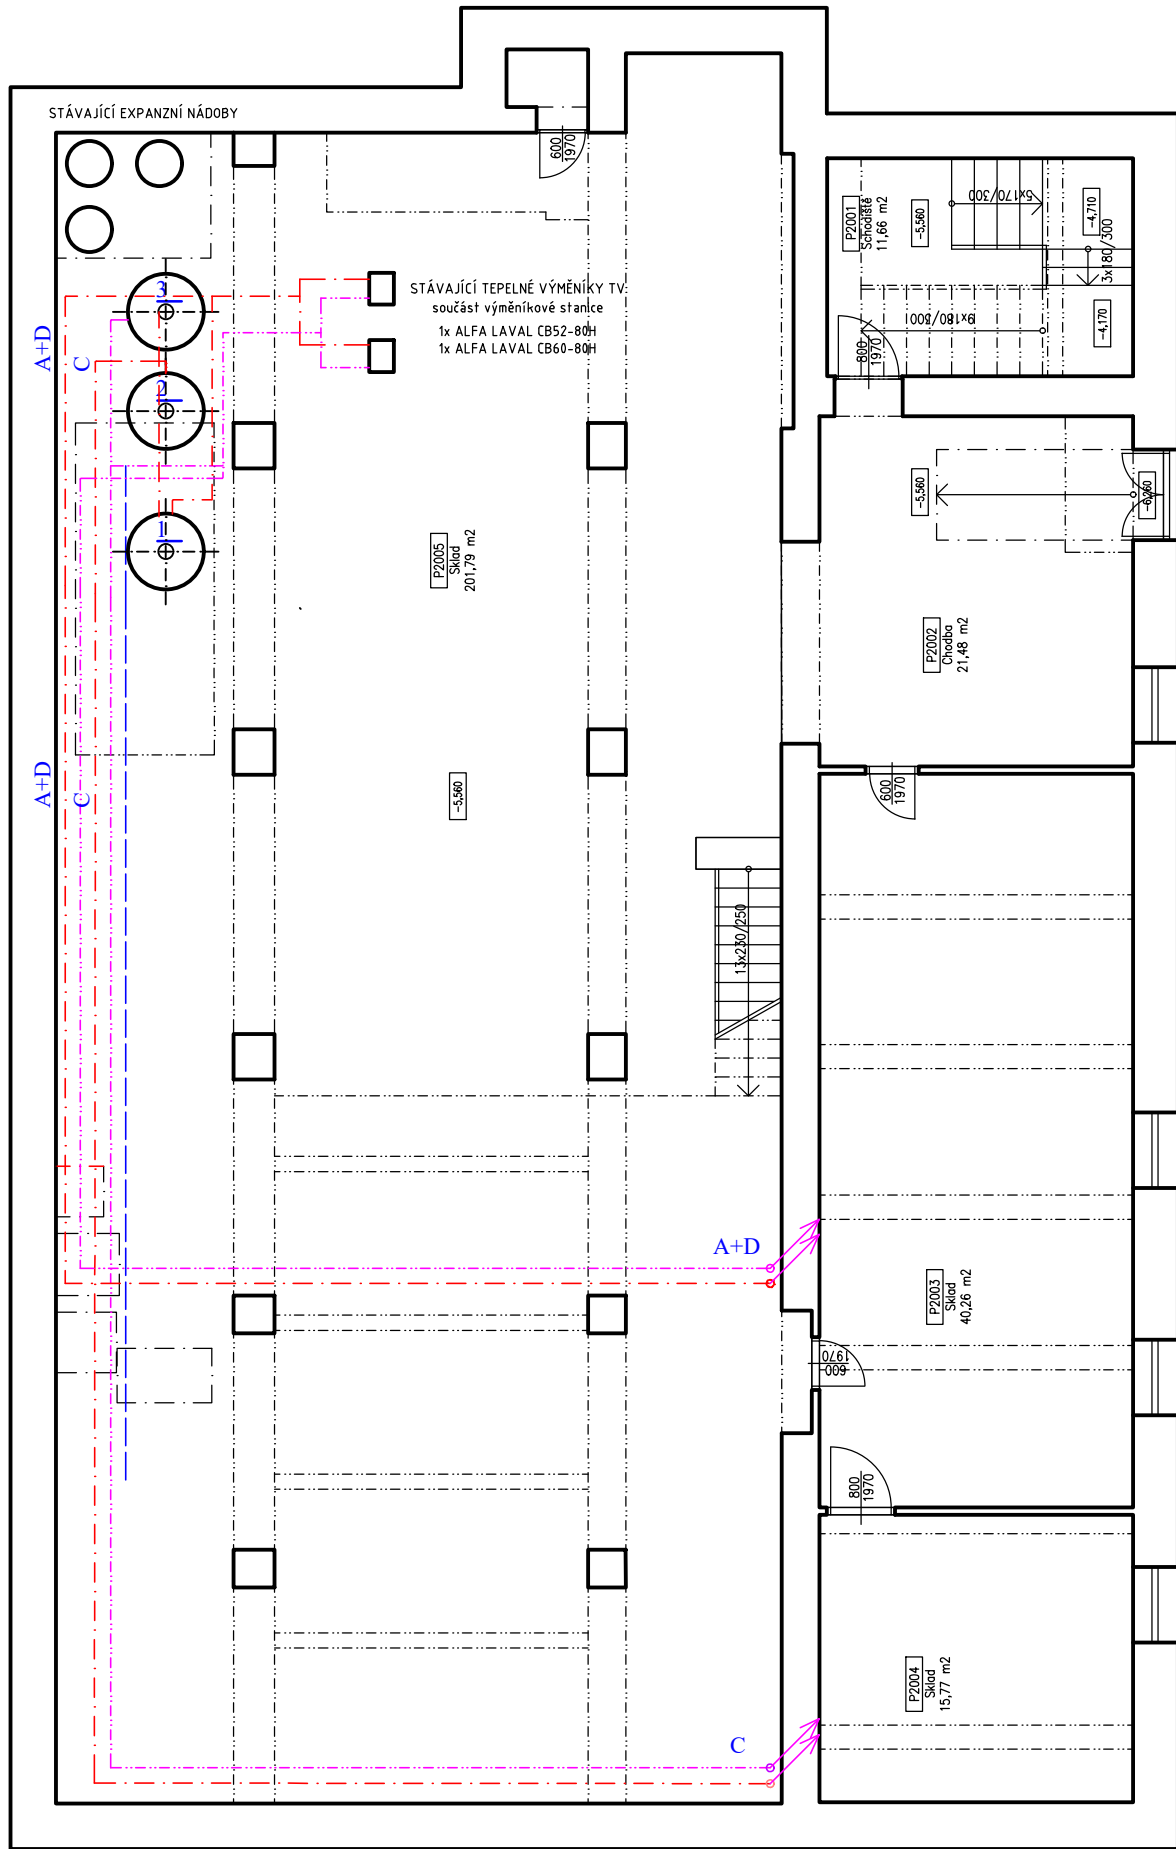 STÁVAJÍCÍ EXPANZNÍ NÁDOBY
600
1970
P2001
Schodiště
11,66 m2
-5,560
5x170/300
-4,710
3x180/300
-4,170
9x180/300
800
1970
3
2
1
A+D
C
STÁVAJÍCÍ TEPELNÉ VÝMĚNÍKY TV
součást výměníkové stanice
1x ALFA LAVAL CB52-80H
1x ALFA LAVAL CB60-80H
-5,560
-6,260
P2005
Sklad
201,79 m2
P2002
Chodba
21,48 m2
A+D
C
-5,560
600
1970
13x230/250
A+D
P2003
Sklad
40,26 m2
600
1970
800
1970
P2004
Sklad
15,77 m2
C